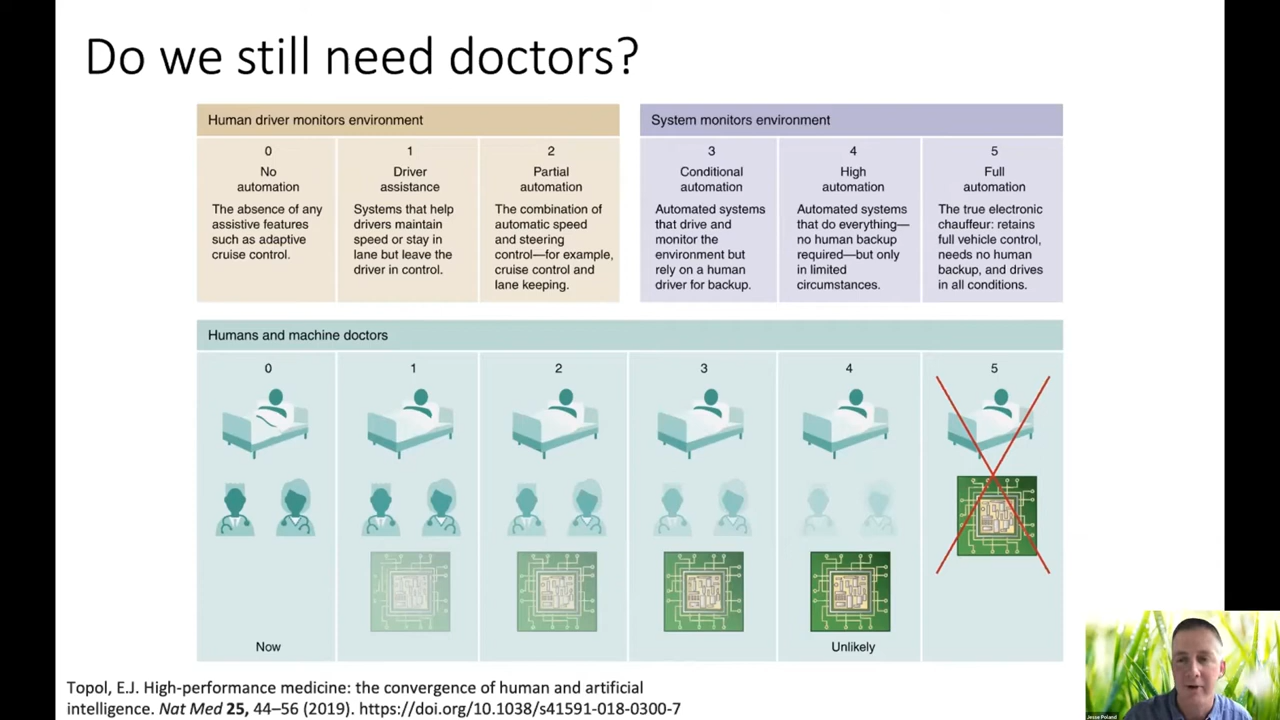 Do we still need doctors?
Human driver monitors environment
System monitors environment
0
No
automation
The absence of any
assistive features
such as adaptive
cruise control.
1
Driver
assistance
Systems that help
drivers maintain
speed or stay in
lane but leave the
driver in control.
2
Partial
automation
The combination of
automatic speed
and steering
control—for example,
cruise control and
lane keeping.
3
Conditional
automation
Automated systems
that drive and
monitor the
environment but
rely on a human
driver for backup.
4
High
automation
Automated systems
that do everything—
no human backup
required—but only
in limited
circumstances.
5
Full
automation
The true electronic
chauffeur: retains
full vehicle control,
needs no human
backup, and drives
in all conditions.
Humans and machine doctors
0
1
2
3
4
5
Now
Unlikely
Topol, E.J. High-performance medicine: the convergence of human and artificial
intelligence. Nat Med 25, 44–56 (2019). https://doi.org/10.1038/s41591-018-0300-7
Jesse Poland